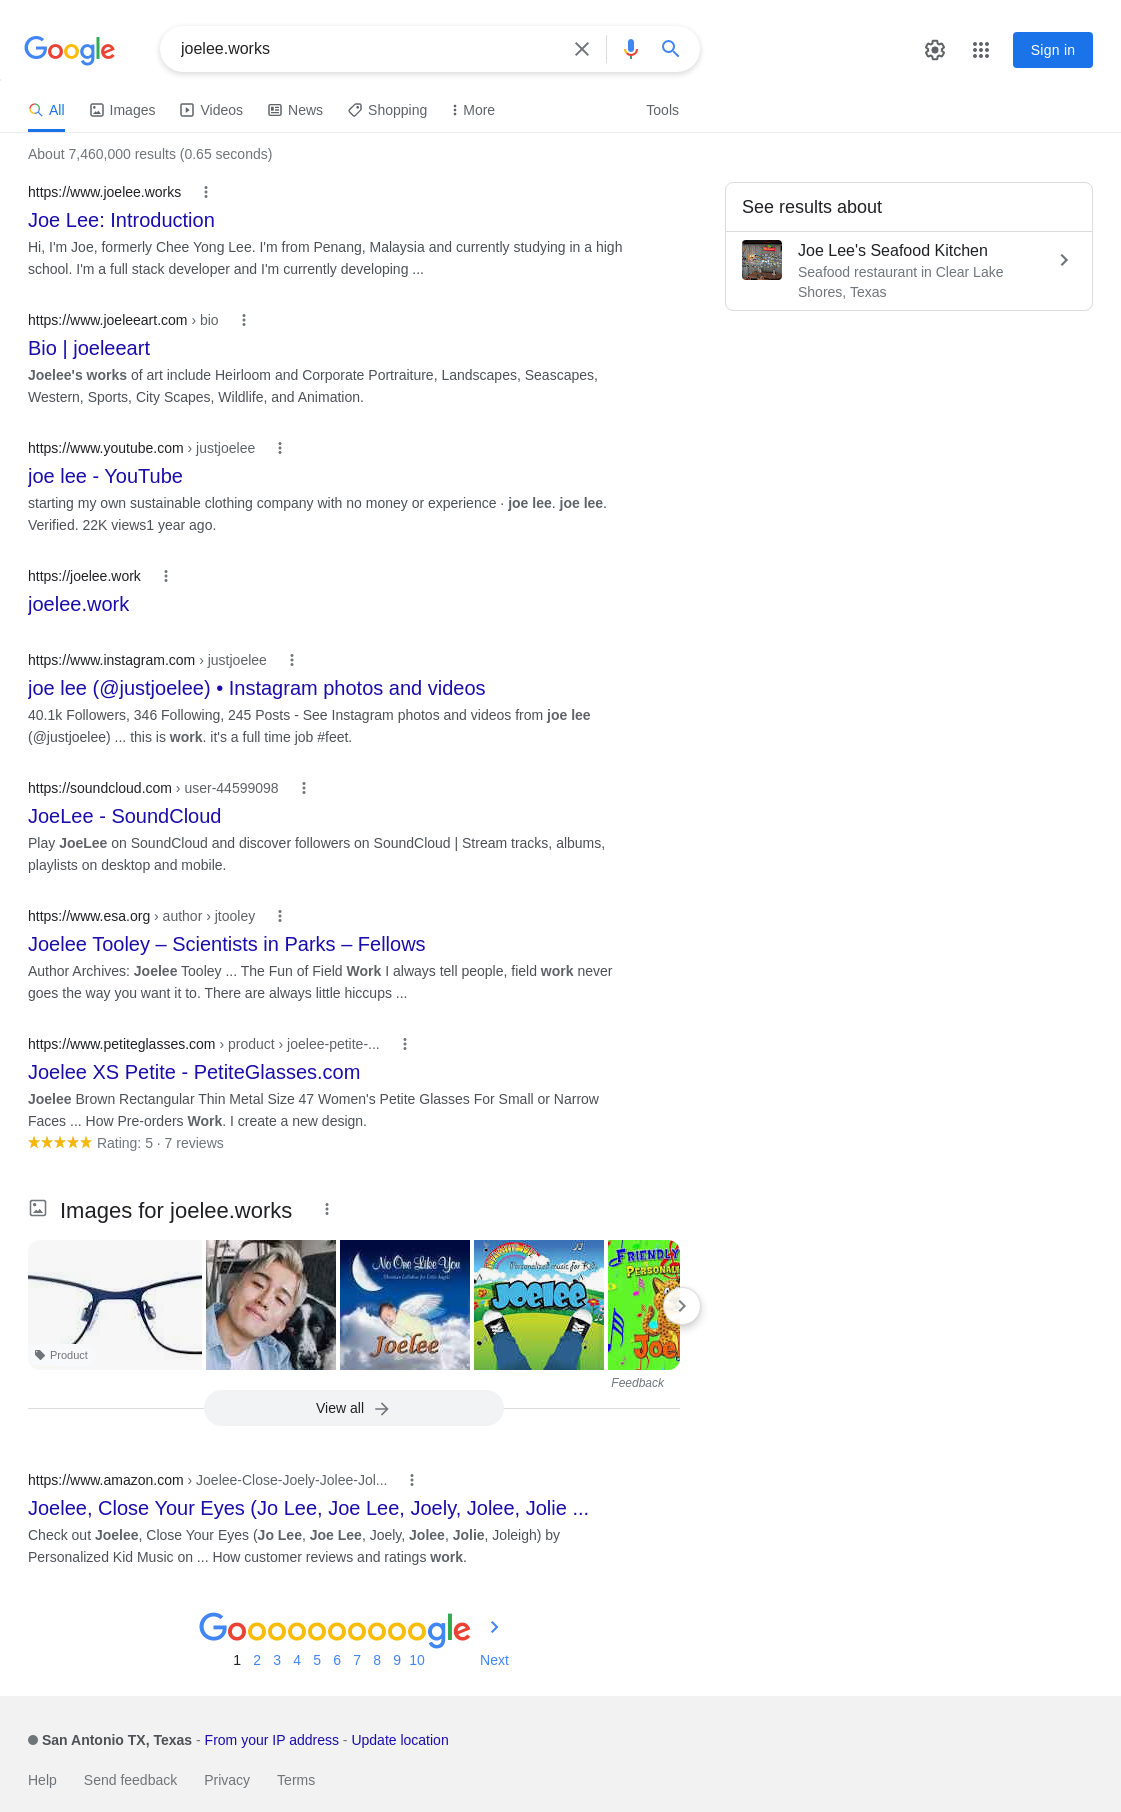 Google
joelee.works
Sign in
All
Images
Videos
News
Shopping
More
Tools
About 7,460,000 results (0.65 seconds)
https://www.joelee.works
Joe Lee: Introduction
Hi, I'm Joe, formerly Chee Yong Lee. I'm from Penang, Malaysia and currently studying in a high
school. I'm a full stack developer and I'm currently developing ...
See results about
Joe Lee's Seafood Kitchen
Seafood restaurant in Clear Lake
Shores, Texas
https://www.joeleeart.com › bio
Bio | joeleeart
Joelee's works of art include Heirloom and Corporate Portraiture, Landscapes, Seascapes,
Western, Sports, City Scapes, Wildlife, and Animation.
https://www.youtube.com › justjoelee
joe lee - YouTube
starting my own sustainable clothing company with no money or experience · joe lee. joe lee.
Verified. 22K views1 year ago.
https://joelee.work
joelee.work
https://www.instagram.com › justjoelee
joe lee (@justjoelee) • Instagram photos and videos
40.1k Followers, 346 Following, 245 Posts - See Instagram photos and videos from joe lee
(@justjoelee) ... this is work. it's a full time job #feet.
https://soundcloud.com › user-44599098
JoeLee - SoundCloud
Play JoeLee on SoundCloud and discover followers on SoundCloud | Stream tracks, albums,
playlists on desktop and mobile.
https://www.esa.org › author › jtooley
Joelee Tooley – Scientists in Parks – Fellows
Author Archives: Joelee Tooley ... The Fun of Field Work I always tell people, field work never
goes the way you want it to. There are always little hiccups ...
https://www.petiteglasses.com › product › joelee-petite-...
Joelee XS Petite - PetiteGlasses.com
Joelee Brown Rectangular Thin Metal Size 47 Women's Petite Glasses For Small or Narrow
Faces ... How Pre-orders Work. I create a new design.
Rating: 5 · 7 reviews
Images for joelee.works
Product
No One Like You
Christian Lullabies for Little Angels
Joelee
Personalized music for Kids
Joelee
FRIENDLY
PERSONALI
Joel
Feedback
View all
https://www.amazon.com › Joelee-Close-Joely-Jolee-Jol...
Joelee, Close Your Eyes (Jo Lee, Joe Lee, Joely, Jolee, Jolie ...
Check out Joelee, Close Your Eyes (Jo Lee, Joe Lee, Joely, Jolee, Jolie, Joleigh) by
Personalized Kid Music on ... How customer reviews and ratings work.
Goooooooooogle
1 2 3 4 5 6 7 8 9 10 Next
San Antonio TX, Texas - From your IP address - Update location
Help Send feedback Privacy Terms